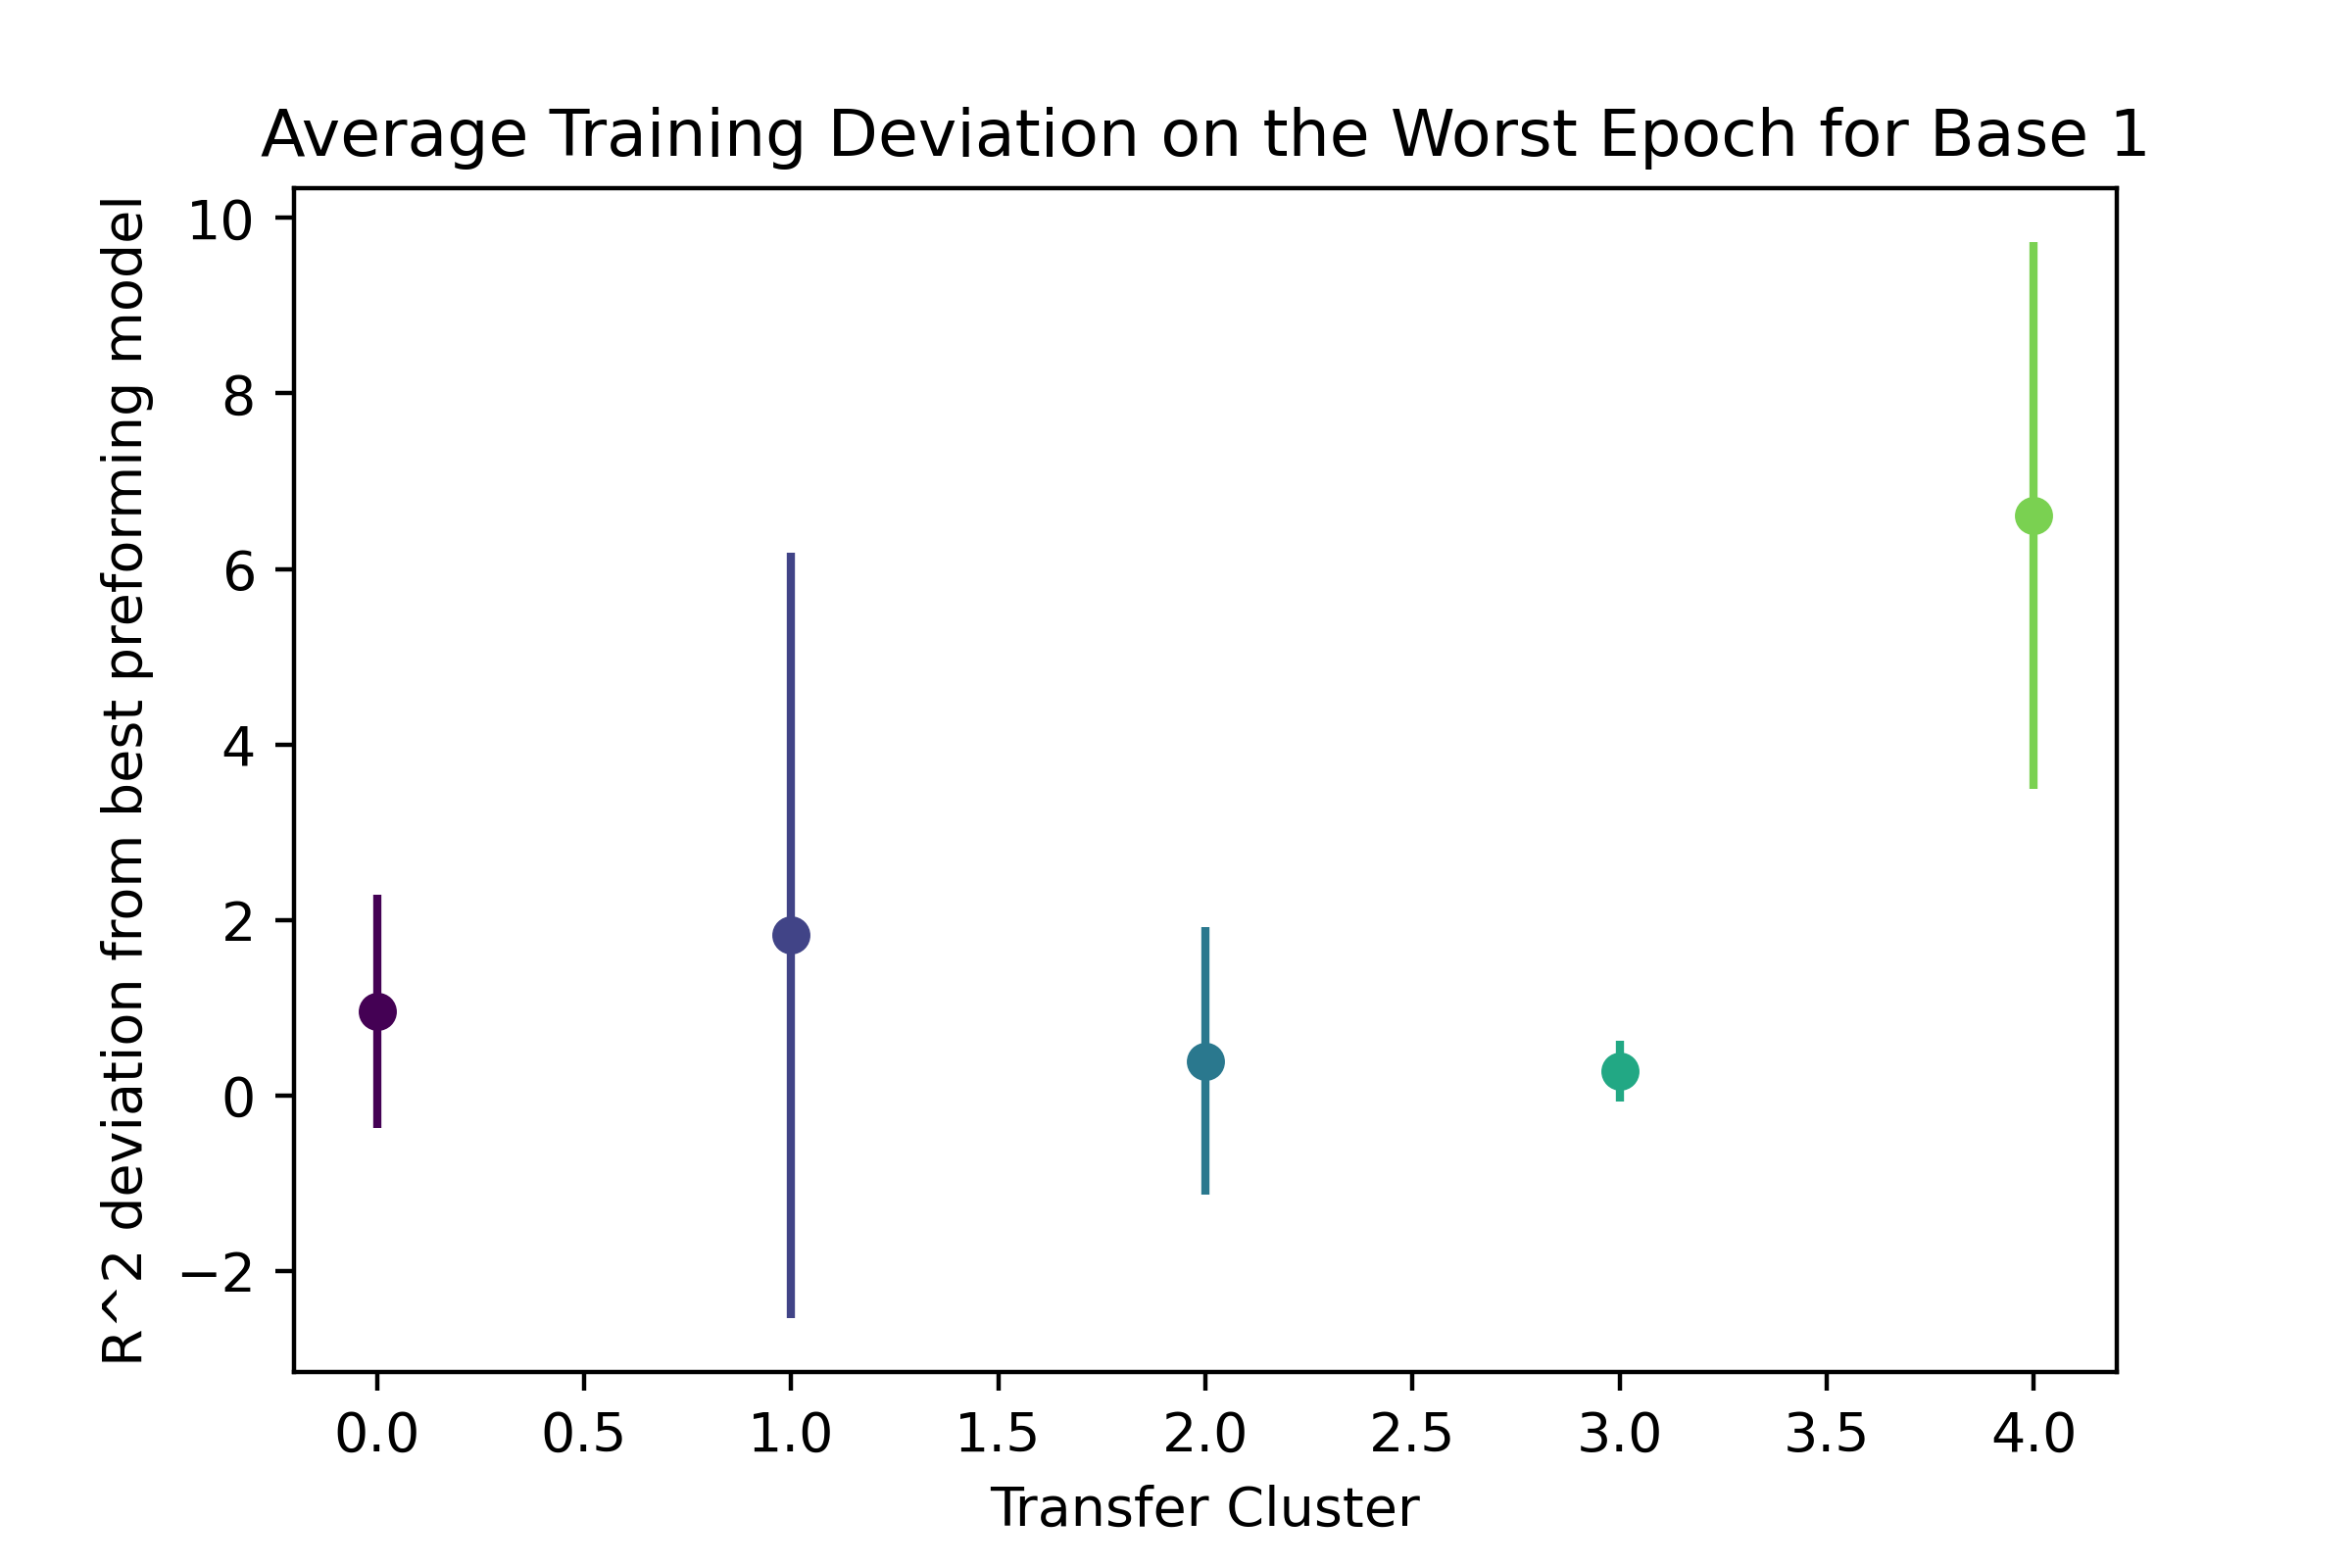 Average Training Deviation on the Worst Epoch for Base 1
R^2 deviation from best preforming model
10
8
6
4
2
0
−2
0.0 0.5 1.0 1.5 2.0 2.5 3.0 3.5 4.0
Transfer Cluster